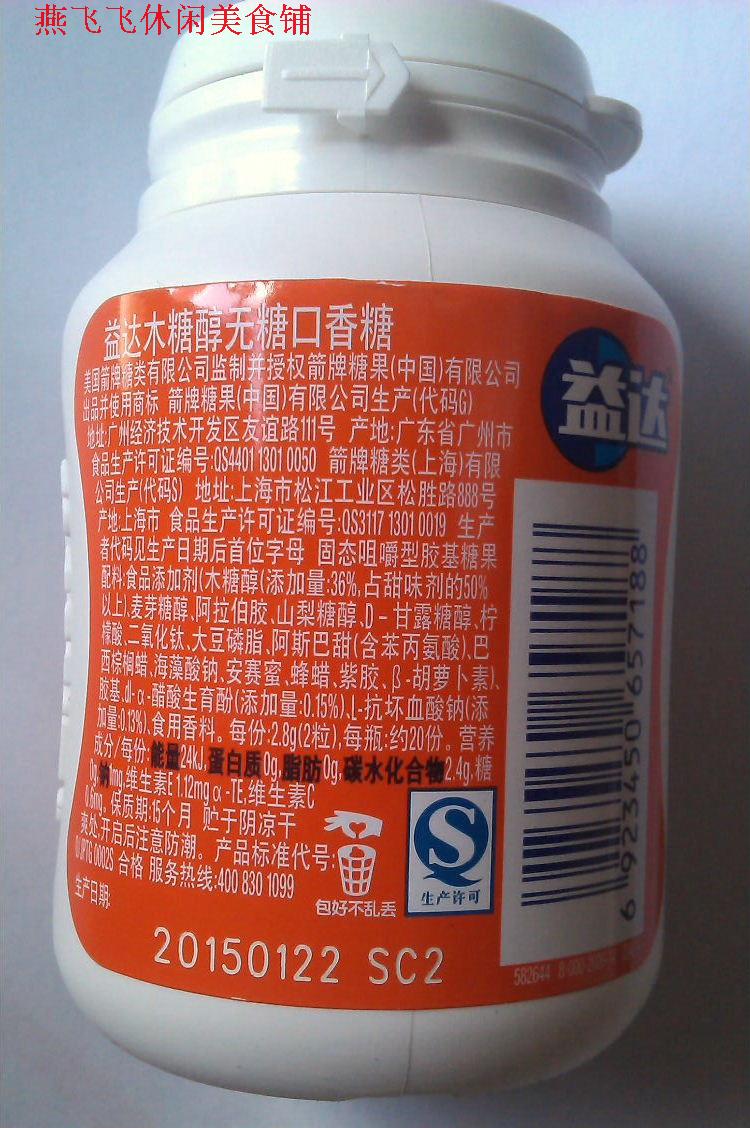 燕飞飞休闲美食铺
益达木糖醇无糖口香糖
美国箭牌糖类有限公司监制并授权箭牌糖果(中国)有限公司
出品并使用商标 箭牌糖果(中国)有限公司生产(代码G)
地址:广州经济技术开发区友谊路111号 产地:广东省广州市
食品生产许可证编号:QS4401 1301 0050 箭牌糖类(上海)有限
公司生产(代码S) 地址:上海市松江工业区松胜路888号
产地:上海市 食品生产许可证编号:QS3117 1301 0019 生产
者代码见生产日期后首位字母 固态咀嚼型胶基糖果
配料:食品添加剂(木糖醇(添加量:36%,占甜味剂的50%
以上)、麦芽糖醇、阿拉伯胶、山梨糖醇、D-甘露糖醇、柠
檬酸、二氧化钛、大豆磷脂、阿斯巴甜(含苯丙氨酸)、巴
西棕榈蜡、海藻酸钠、安赛蜜、蜂蜡、紫胶、β-胡萝卜素)、
胶基、dl-α-醋酸生育酚(添加量:0.15%)、L-抗坏血酸钠(添
加量:0.13%)、食用香料。每份:2.8g(2粒),每瓶:约20份。营养
成分/每份:能量24kJ,蛋白质0g,脂肪0g,碳水化合物2.4g,糖
0g,钠 mg,维生素E 1.12mg α-TE,维生素C
0.6mg。保质期:15个月 贮于阴凉干
爽处,开启后注意防潮。产品标准代号:
0002S 合格 服务热线:400 830 1099
生产日期:
包好不乱丢
生产许可
20150122 SC2
益达
6 923450 657188
582644